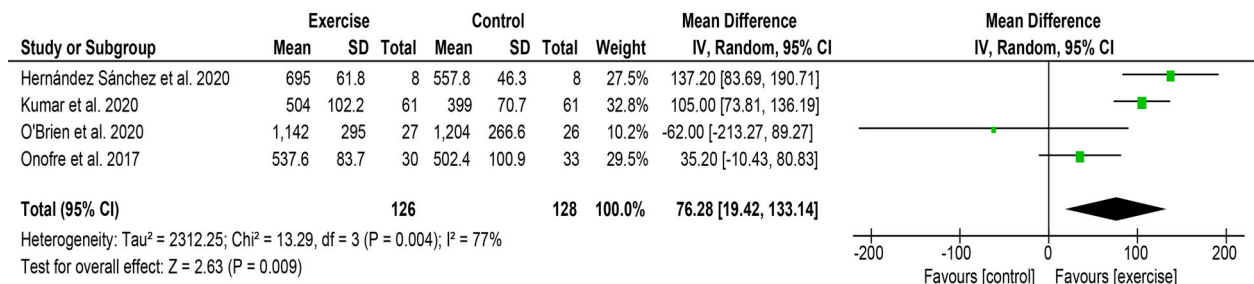 Exercise Control Mean Difference Mean Difference
Study or Subgroup Mean SD Total Mean SD Total Weight IV, Random, 95% CI IV, Random, 95% CI
Hernández Sánchez et al. 2020 695 61.8 8 557.8 46.3 8 27.5% 137.20 [83.69, 190.71]
Kumar et al. 2020 504 102.2 61 399 70.7 61 32.8% 105.00 [73.81, 136.19]
O'Brien et al. 2020 1,142 295 27 1,204 266.6 26 10.2% -62.00 [-213.27, 89.27]
Onofre et al. 2017 537.6 83.7 30 502.4 100.9 33 29.5% 35.20 [-10.43, 80.83]
Total (95% CI) 126 128 100.0% 76.28 [19.42, 133.14]
Heterogeneity: Tau² = 2312.25; Chi² = 13.29, df = 3 (P = 0.004); I² = 77%
Test for overall effect: Z = 2.63 (P = 0.009)
-200 -100 0 100 200
Favours [control] Favours [exercise]